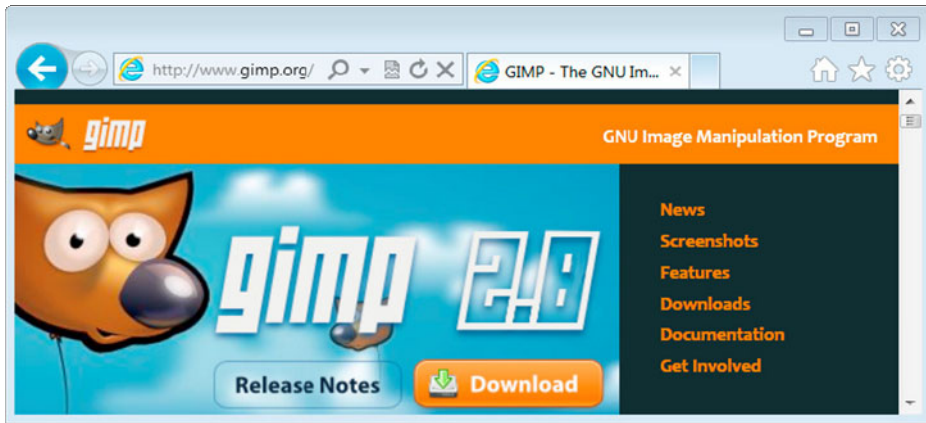 http://www.gimp.org/
GIMP - The GNU Im...
gimp
GNU Image Manipulation Program
gimp 2.8
Release Notes
Download
News
Screenshots
Features
Downloads
Documentation
Get Involved